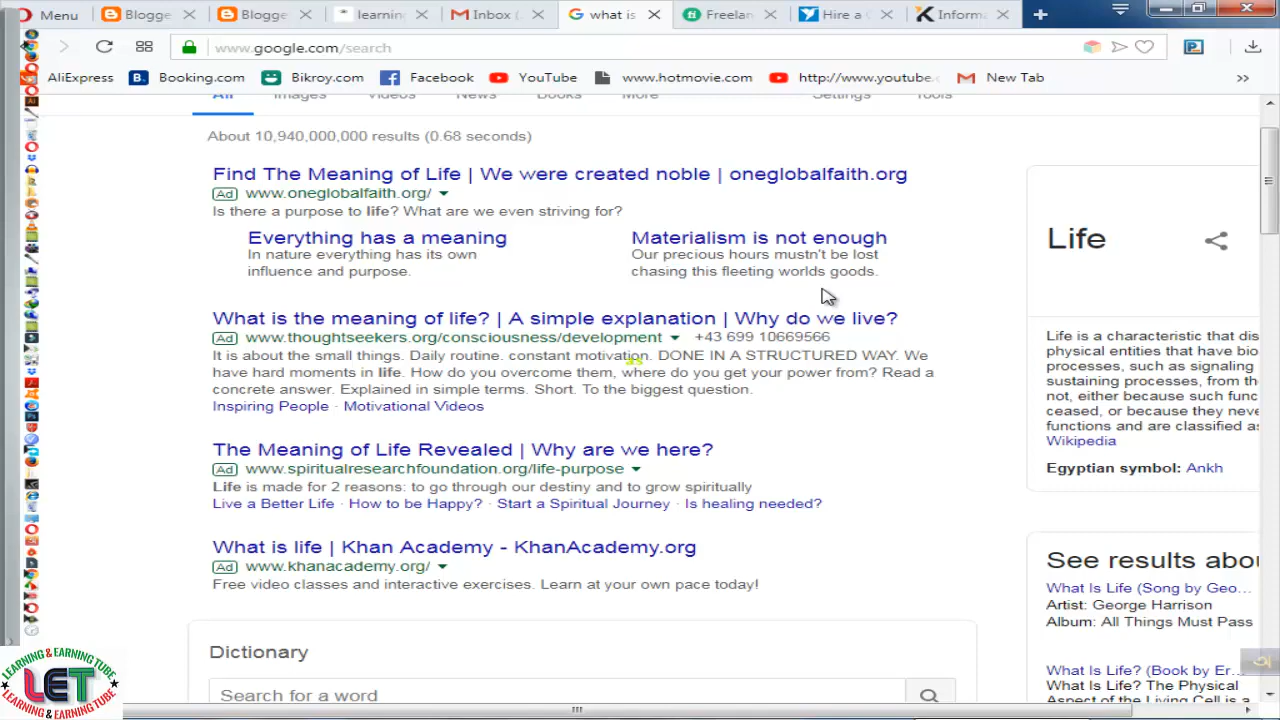 Menu
Blogge
Blogge
learnin
Inbox (
what is
Freelan
Hire a
Inform
www.google.com/search
AliExpress
Booking.com
Bikroy.com
Facebook
YouTube
www.hotmovie.com
http://www.youtube.
New Tab
All Images Videos News Books More Settings Tools
About 10,940,000,000 results (0.68 seconds)
Find The Meaning of Life | We were created noble | oneglobalfaith.org
Ad www.oneglobalfaith.org/
Is there a purpose to life? What are we even striving for?
Everything has a meaning
In nature everything has its own
influence and purpose.
Materialism is not enough
Our precious hours mustn't be lost
chasing this fleeting worlds goods.
What is the meaning of life? | A simple explanation | Why do we live?
Ad www.thoughtseekers.org/consciousness/development +43 699 10669566
It is about the small things. Daily routine. constant motivation. DONE IN A STRUCTURED WAY. We
have hard moments in life. How do you overcome them, where do you get your power from? Read a
concrete answer. Explained in simple terms. Short. To the biggest question.
Inspiring People · Motivational Videos
The Meaning of Life Revealed | Why are we here?
Ad www.spiritualresearchfoundation.org/life-purpose
Life is made for 2 reasons: to go through our destiny and to grow spiritually
Live a Better Life · How to be Happy? · Start a Spiritual Journey · Is healing needed?
What is life | Khan Academy - KhanAcademy.org
Ad www.khanacademy.org/
Free video classes and interactive exercises. Learn at your own pace today!
Dictionary
Search for a word
Life
Life is a characteristic that dis
physical entities that have bio
processes, such as signaling
sustaining processes, from th
not, either because such func
ceased, or because they neve
functions and are classified as
Wikipedia
Egyptian symbol: Ankh
See results abou
What Is Life (Song by Geo...
Artist: George Harrison
Album: All Things Must Pass
What Is Life? (Book by Er...
What Is Life? The Physical
Aspect of the Living Cell is a
as
LEARNING & EARNING TUBE
LET
LEARNING & EARNING TUBE